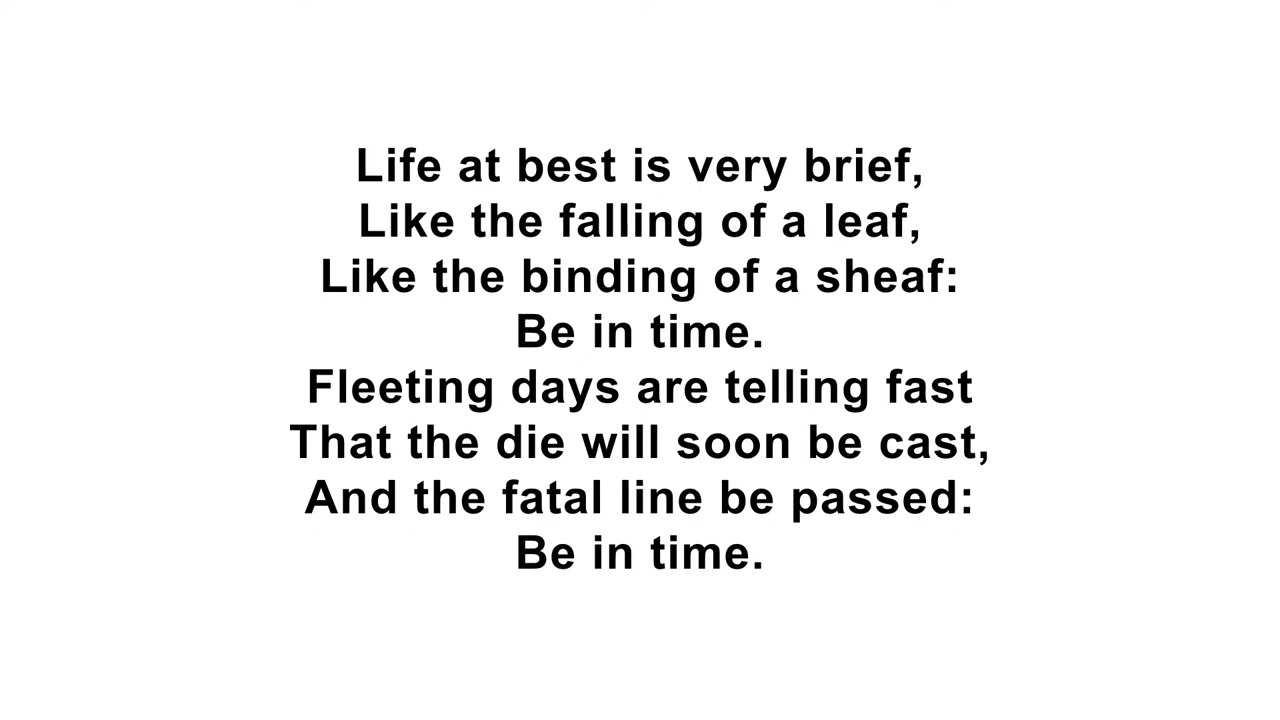 Life at best is very brief,
Like the falling of a leaf,
Like the binding of a sheaf:
Be in time.
Fleeting days are telling fast
That the die will soon be cast,
And the fatal line be passed:
Be in time.